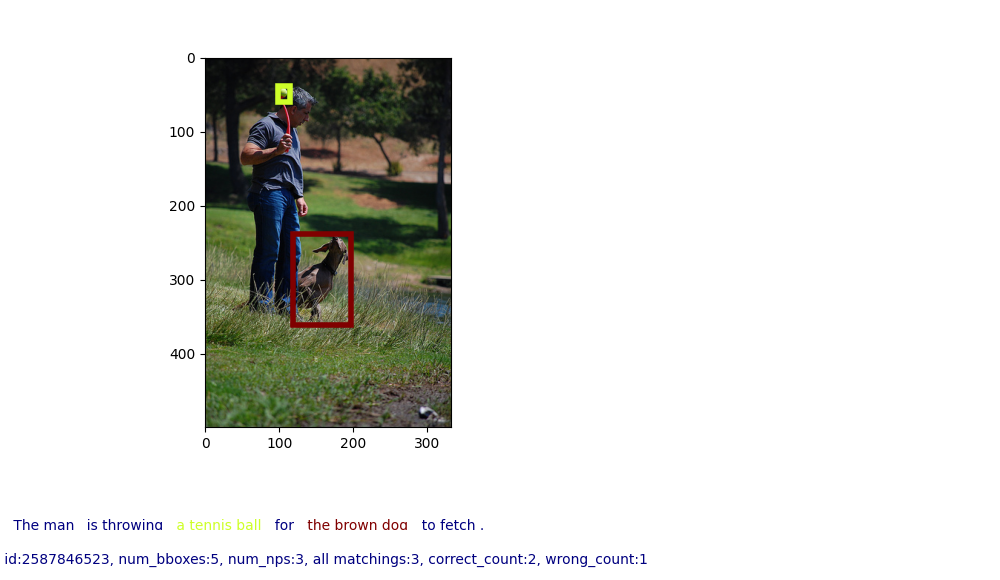 0
100
200
300
400
0 100 200 300
The man is throwing a tennis ball for the brown dog to fetch .
id:2587846523, num_bboxes:5, num_nps:3, all matchings:3, correct_count:2, wrong_count:1